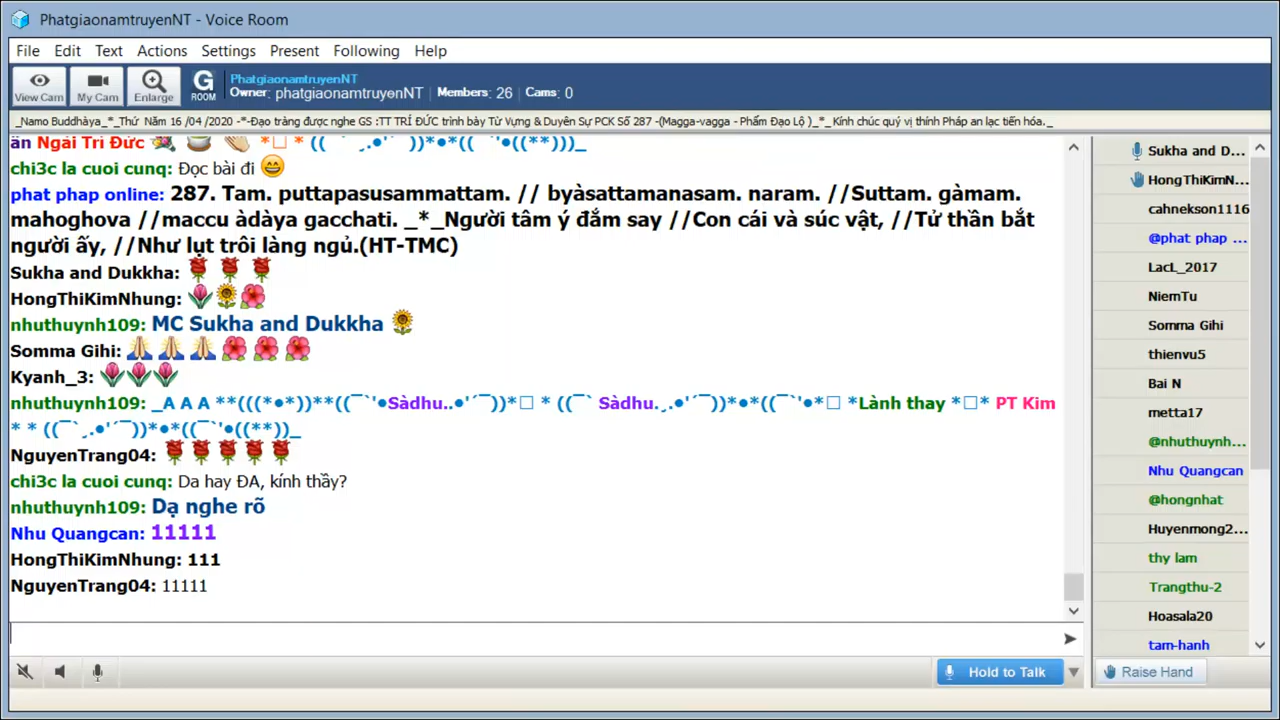 PhatgiaonamtruyenNT - Voice Room
File Edit Text Actions Settings Present Following Help
View Cam My Cam Enlarge G ROOM
PhatgiaonamtruyenNT
Owner: phatgiaonamtruyenNT Members: 26 Cams: 0
_Namo Buddhàya_*_Thứ Năm 16 /04 /2020 -*-Đạo tràng được nghe GS :TT TRÍ ĐỨC trình bày Từ Vựng & Duyên Sự PCK Số 287 -(Magga-vagga - Phẩm Đạo Lộ )_*_ Kính chúc quý vị thính Pháp an lạc tiến hóa._
ân Ngài Trí Đức *□ * ((¯`¸.●'´¯))*●*((¯`'●((**)))_
chi3c la cuoi cunq: Đọc bài đi
phat phap online: 287. Tam. puttapasusammattam. // byàsattamanasam. naram. //Suttam. gàmam.
mahoghova //maccu àdàya gacchati. _*_Người tâm ý đắm say //Con cái và súc vật, //Tử thần bắt
người ấy, //Như lụt trôi làng ngủ.(HT-TMC)
Sukha and Dukkha:
HongThiKimNhung:
nhuthuynh109: MC Sukha and Dukkha
Somma Gihi:
Kyanh_3:
nhuthuynh109: _A A A **(((*●*))**((¯`'●Sàdhu..●'´¯))*□ * ((¯` Sàdhu.¸.●'´¯))*●*((¯`'●*□ *Lành thay *□* PT Kim
* * ((¯`¸.●'´¯))*●*((¯`'●((**))_
NguyenTrang04:
chi3c la cuoi cunq: Da hay ĐA, kính thầy?
nhuthuynh109: Dạ nghe rõ
Nhu Quangcan: 11111
HongThiKimNhung: 111
NguyenTrang04: 11111
Hold to Talk
Sukha and D...
HongThiKimN...
cahnekson1116
@phat phap ...
LacL_2017
NiemTu
Somma Gihi
thienvu5
Bai N
metta17
@nhuthuynh...
Nhu Quangcan
@hongnhat
Huyenmong2...
thy lam
Trangthu-2
Hoasala20
tam-hanh
Raise Hand